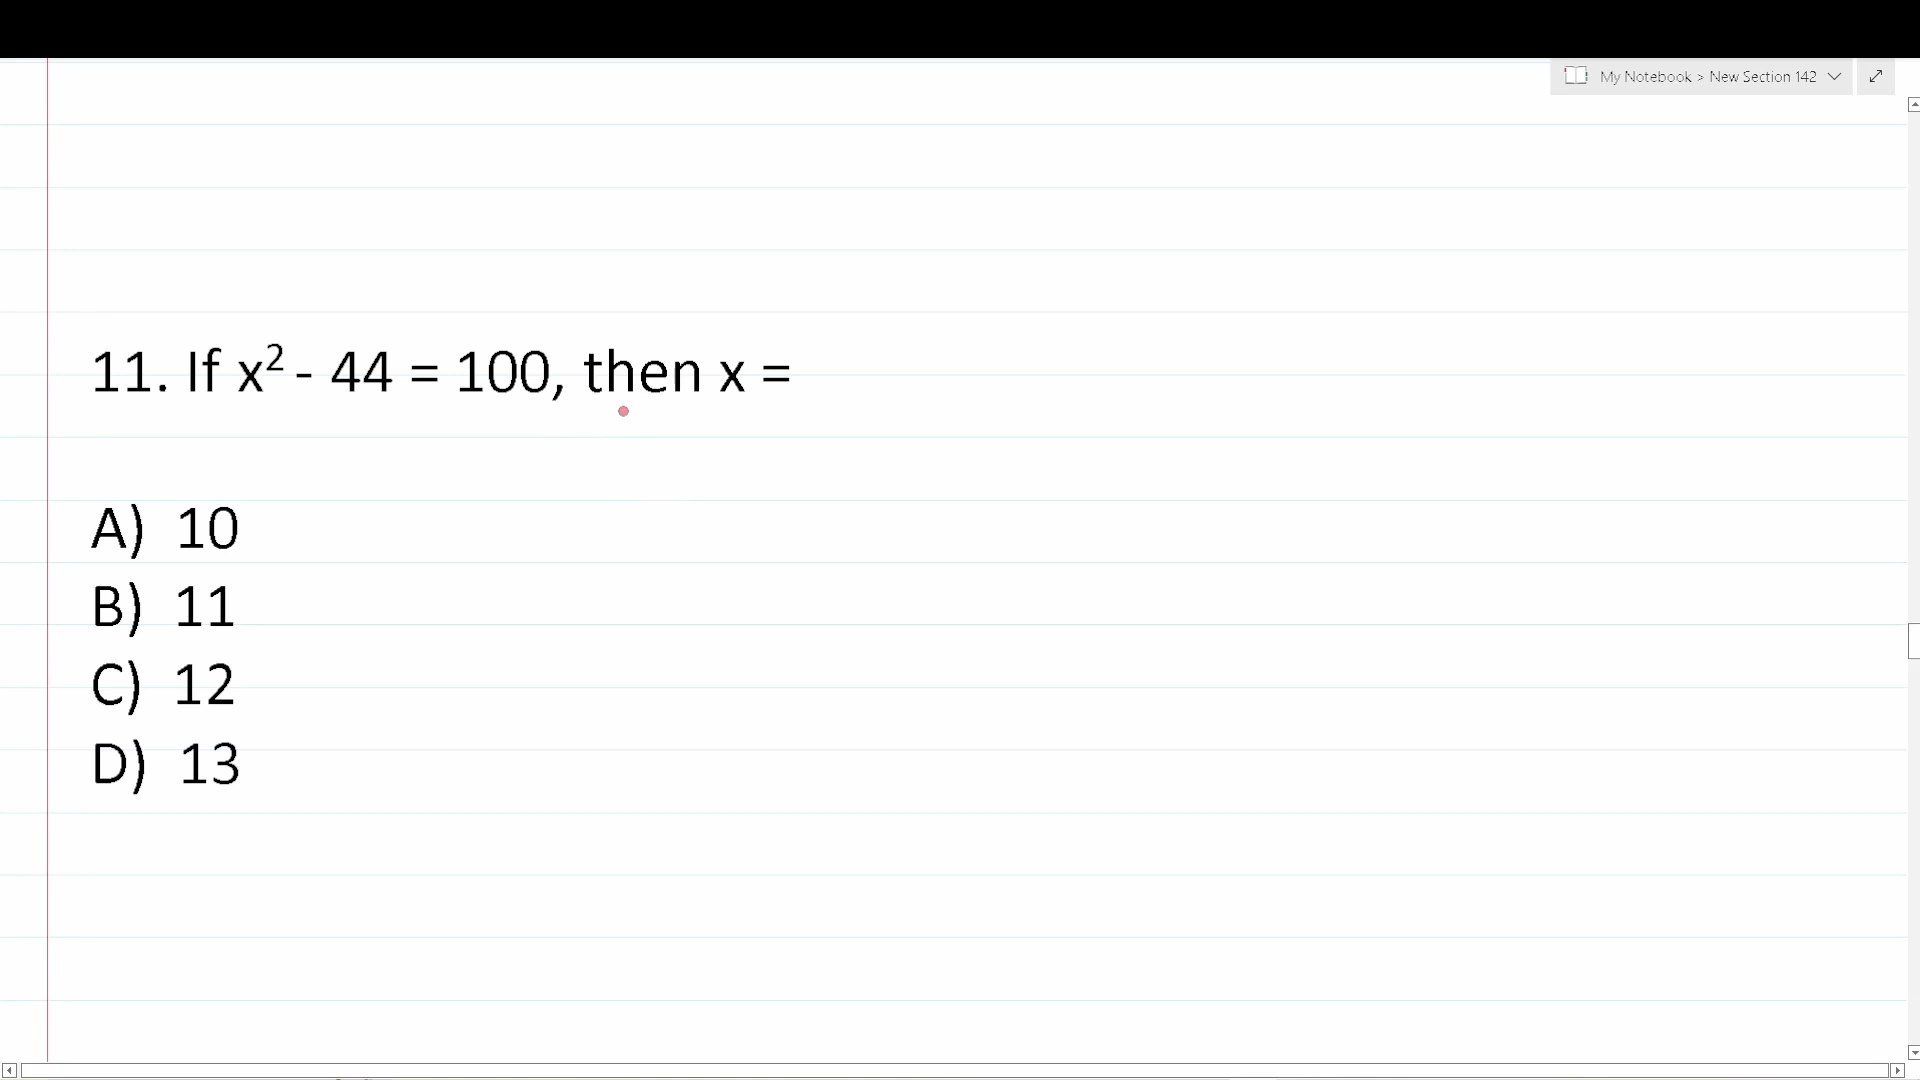 My Notebook > New Section 142
11. If x² - 44 = 100, then x =
A) 10
B) 11
C) 12
D) 13